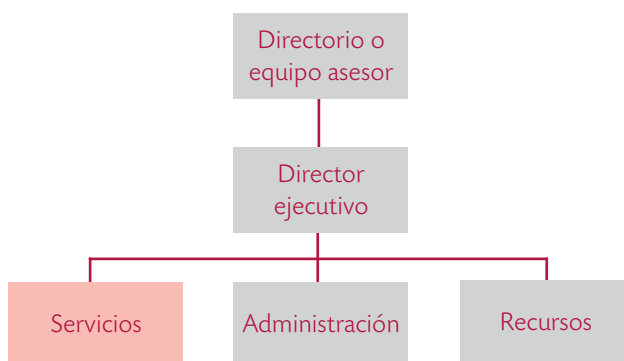 Directorio o
equipo asesor
Director
ejecutivo
Servicios
Administración
Recursos